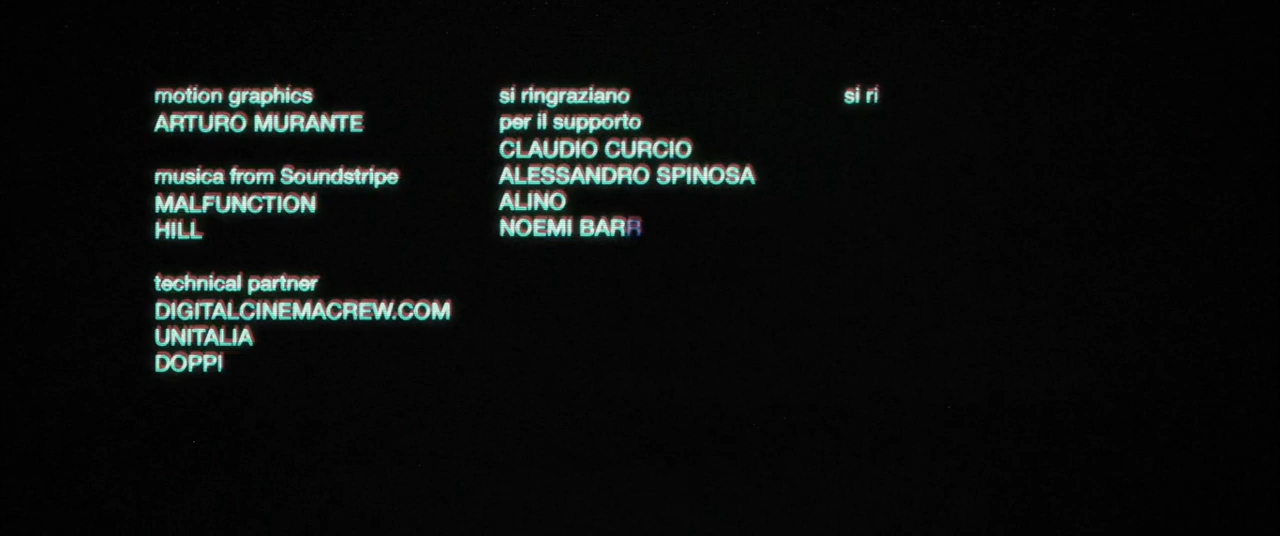 motion graphics
ARTURO MURANTE
musica from Soundstripe
MALFUNCTION
HILL
technical partner
DIGITALCINEMACREW.COM
UNITALIA
DOPPI
si ringraziano
per il supporto
CLAUDIO CURCIO
ALESSANDRO SPINOSA
ALINO
NOEMI BARR
si ri